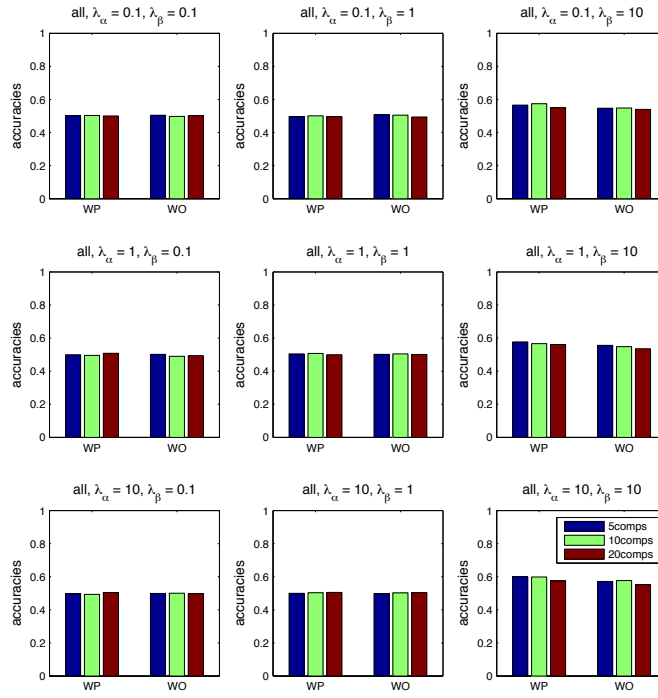 all, λα = 0.1, λβ = 0.1
all, λα = 0.1, λβ = 1
all, λα = 0.1, λβ = 10
1
0.8
0.6
0.4
0.2
0
accuracies
WP WO
1
0.8
0.6
0.4
0.2
0
accuracies
WP WO
1
0.8
0.6
0.4
0.2
0
accuracies
WP WO
all, λα = 1, λβ = 0.1
all, λα = 1, λβ = 1
all, λα = 1, λβ = 10
1
0.8
0.6
0.4
0.2
0
accuracies
WP WO
1
0.8
0.6
0.4
0.2
0
accuracies
WP WO
1
0.8
0.6
0.4
0.2
0
accuracies
WP WO
all, λα = 10, λβ = 0.1
all, λα = 10, λβ = 1
all, λα = 10, λβ = 10
1
0.8
0.6
0.4
0.2
0
accuracies
WP WO
1
0.8
0.6
0.4
0.2
0
accuracies
WP WO
1
0.8
0.6
0.4
0.2
0
accuracies
WP WO
5comps
10comps
20comps